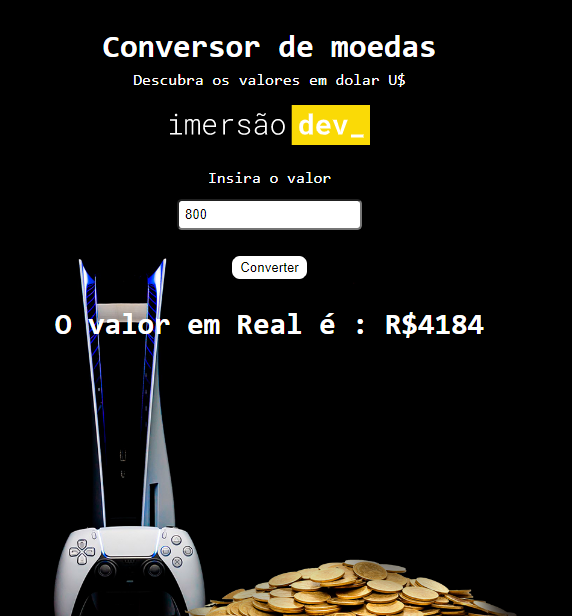 Conversor de moedas
Descubra os valores em dolar U$
imersão dev_
Insira o valor
800
Converter
O valor em Real é : R$4184